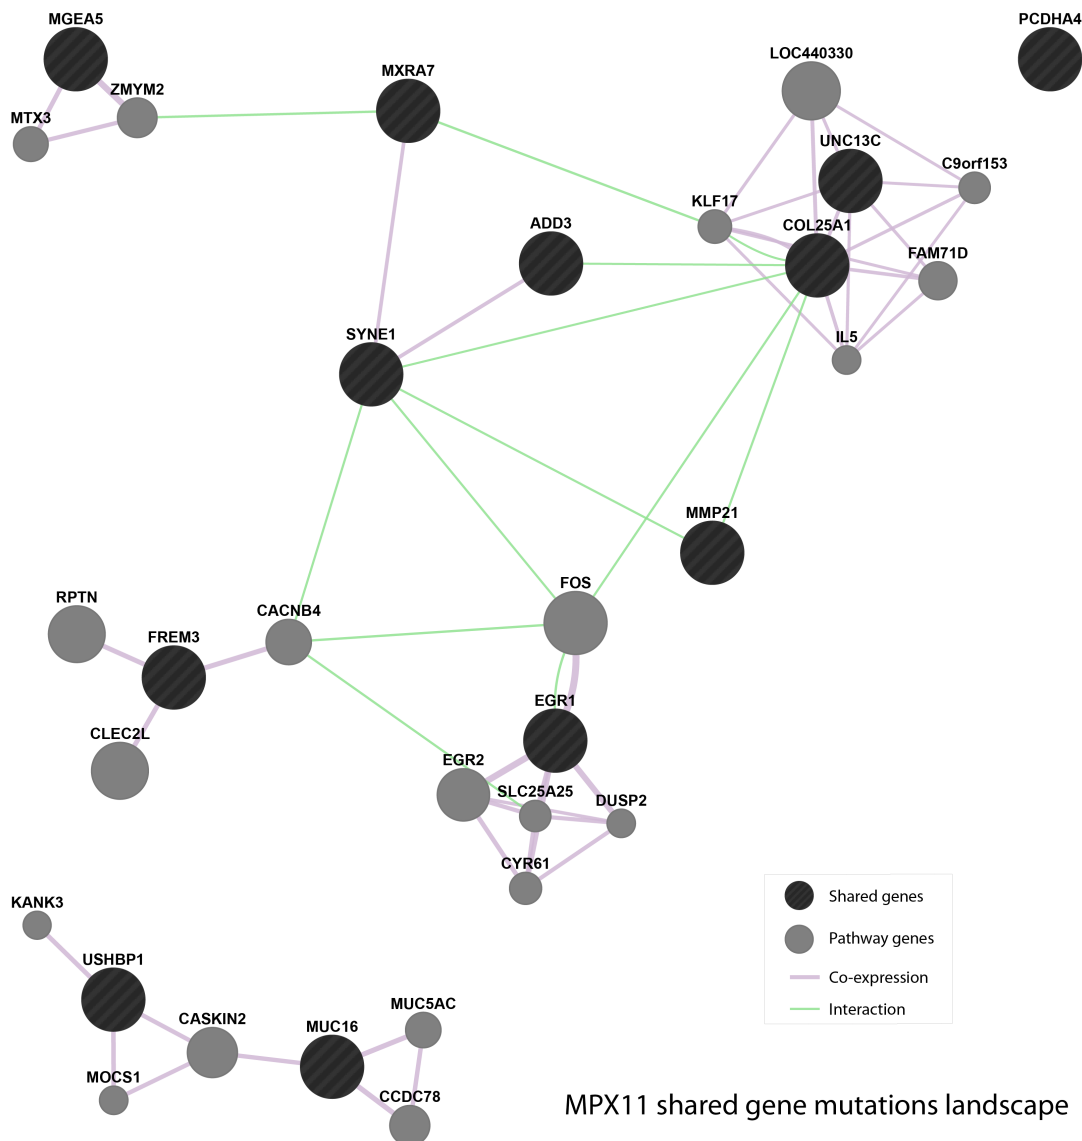 MGEA5
PCDHA4
LOC440330
MXRA7
ZMYM2
MTX3
UNC13C
C9orf153
KLF17
ADD3
COL25A1
FAM71D
SYNE1
IL5
MMP21
FOS
RPTN
CACNB4
FREM3
EGR1
CLEC2L
EGR2
SLC25A25
DUSP2
CYR61
Shared genes
KANK3
Pathway genes
USHBP1
Co-expression
MUC5AC
Interaction
CASKIN2
MUC16
MOCS1
CCDC78
MPX11 shared gene mutations landscape